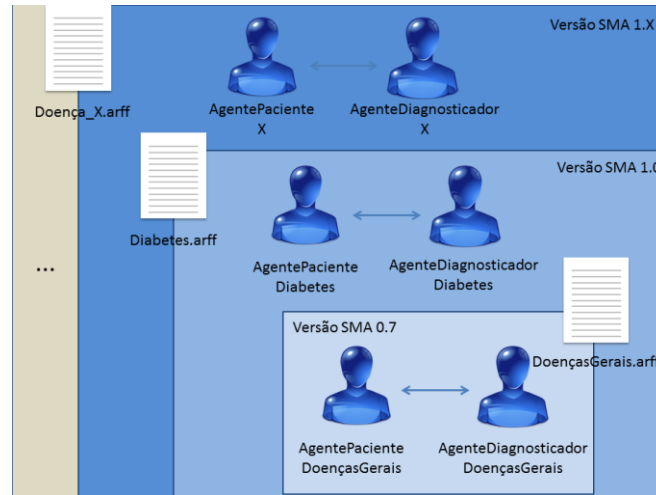 Versão SMA 1.X
Doença_X.arff
AgentePaciente
X
AgenteDiagnosticador
X
Versão SMA 1.0
Diabetes.arff
AgentePaciente
Diabetes
AgenteDiagnosticador
Diabetes
...
Versão SMA 0.7
DoençasGerais.arff
AgentePaciente
DoençasGerais
AgenteDiagnosticador
DoençasGerais